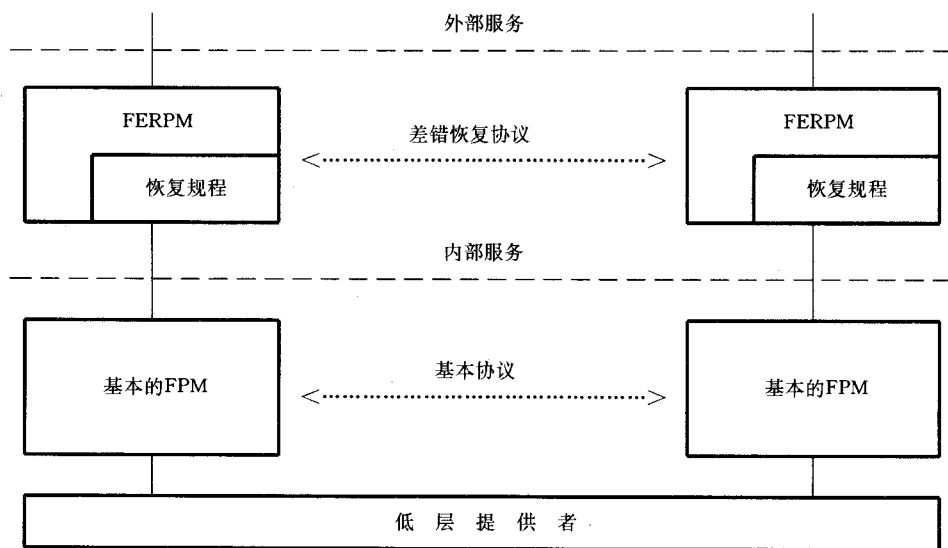 外部服务
FERPM
恢复规程
差错恢复协议
FERPM
恢复规程
内部服务
基本的FPM
基本协议
基本的FPM
低层提供者